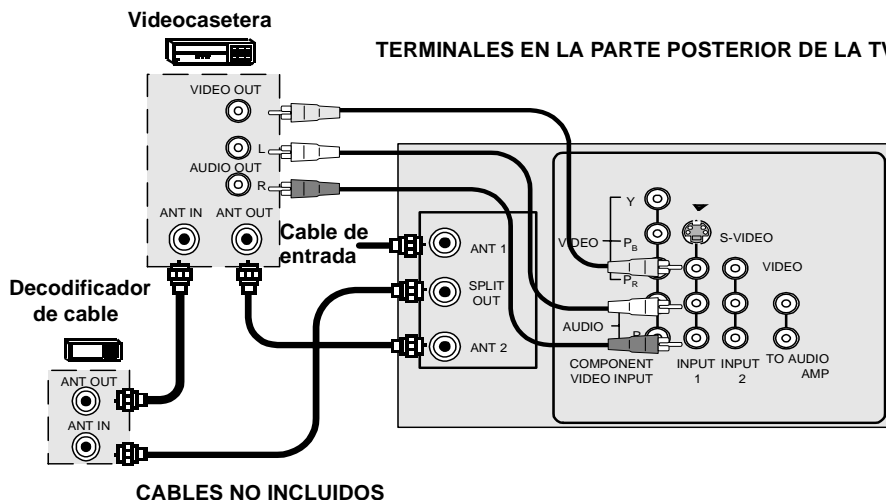 Videocasetera
TERMINALES EN LA PARTE POSTERIOR DE LA TV
VIDEO OUT
L
AUDIO OUT
R
ANT IN
ANT OUT
Cable de
entrada
ANT 1
SPLIT
OUT
ANT 2
Y
VIDEO
PB
PR
S-VIDEO
VIDEO
AUDIO
R
COMPONENT
VIDEO INPUT
INPUT
1
INPUT
2
TO AUDIO
AMP
Decodificador
de cable
ANT OUT
ANT IN
CABLES NO INCLUIDOS